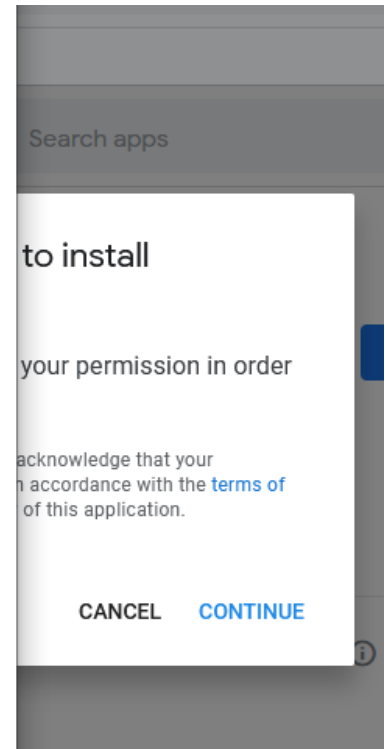 Search apps
to install
your permission in order
acknowledge that your
accordance with the terms of
of this application.
CANCEL CONTINUE